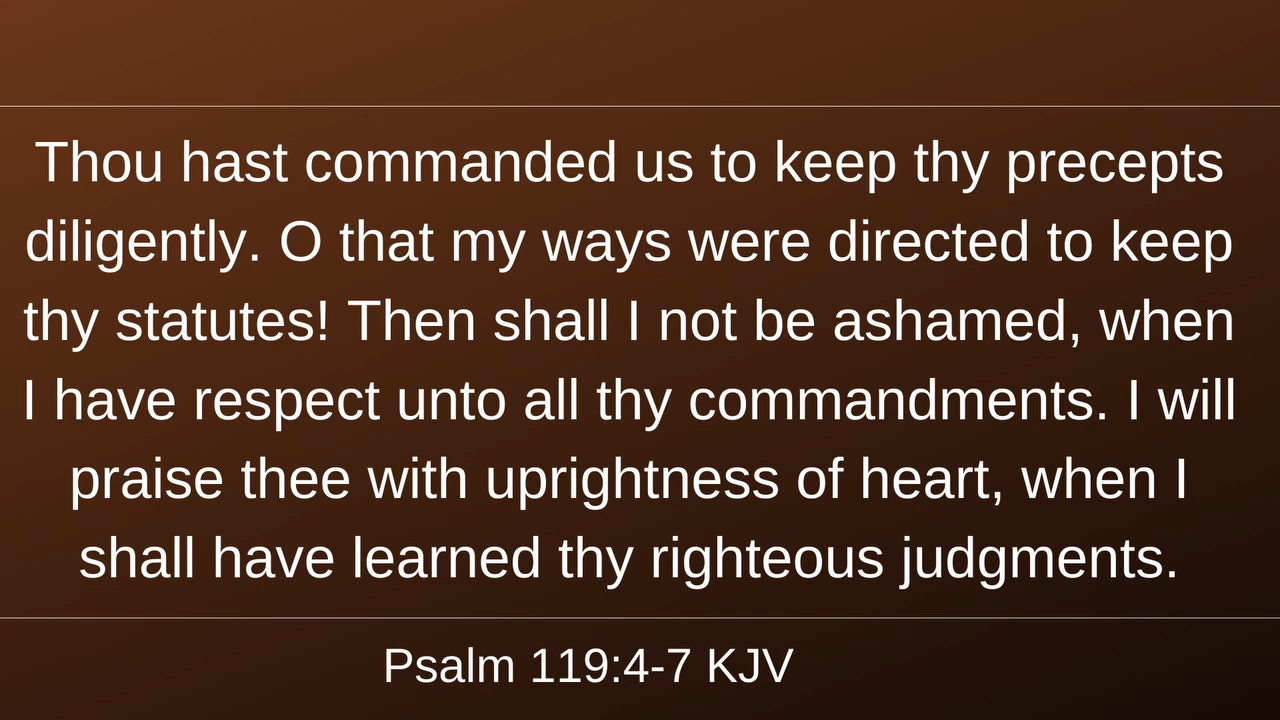 Thou hast commanded us to keep thy precepts
diligently. O that my ways were directed to keep
thy statutes! Then shall I not be ashamed, when
I have respect unto all thy commandments. I will
praise thee with uprightness of heart, when I
shall have learned thy righteous judgments.
Psalm 119:4-7 KJV